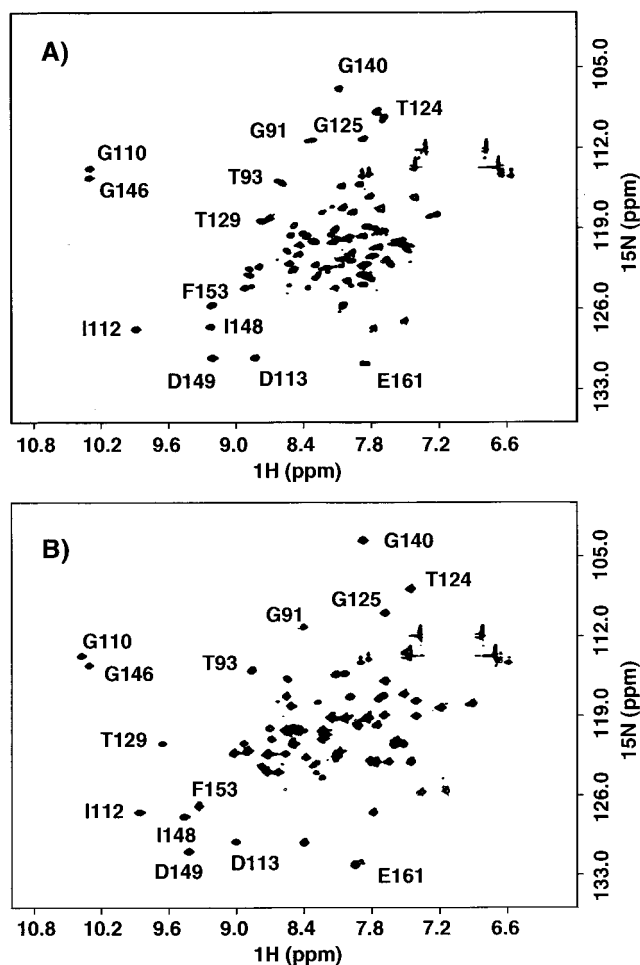 A)
G140
T124
G125
G91
G110
G146
T93
T129
F153
I112
I148
D149
D113
E161
105.0
112.0
119.0
126.0
133.0
15N (ppm)
10.8 10.2 9.0 8.4 7.8 7.2 6.6
1H (ppm)
B)
G140
T124
G125
G91
G110
G146
T93
T129
F153
I112
I148
D149
D113
E161
105.0
112.0
119.0
126.0
133.0
15N (ppm)
10.8 10.2 9.6 9.0 8.4 7.8 7.2 6.6
1H (ppm)